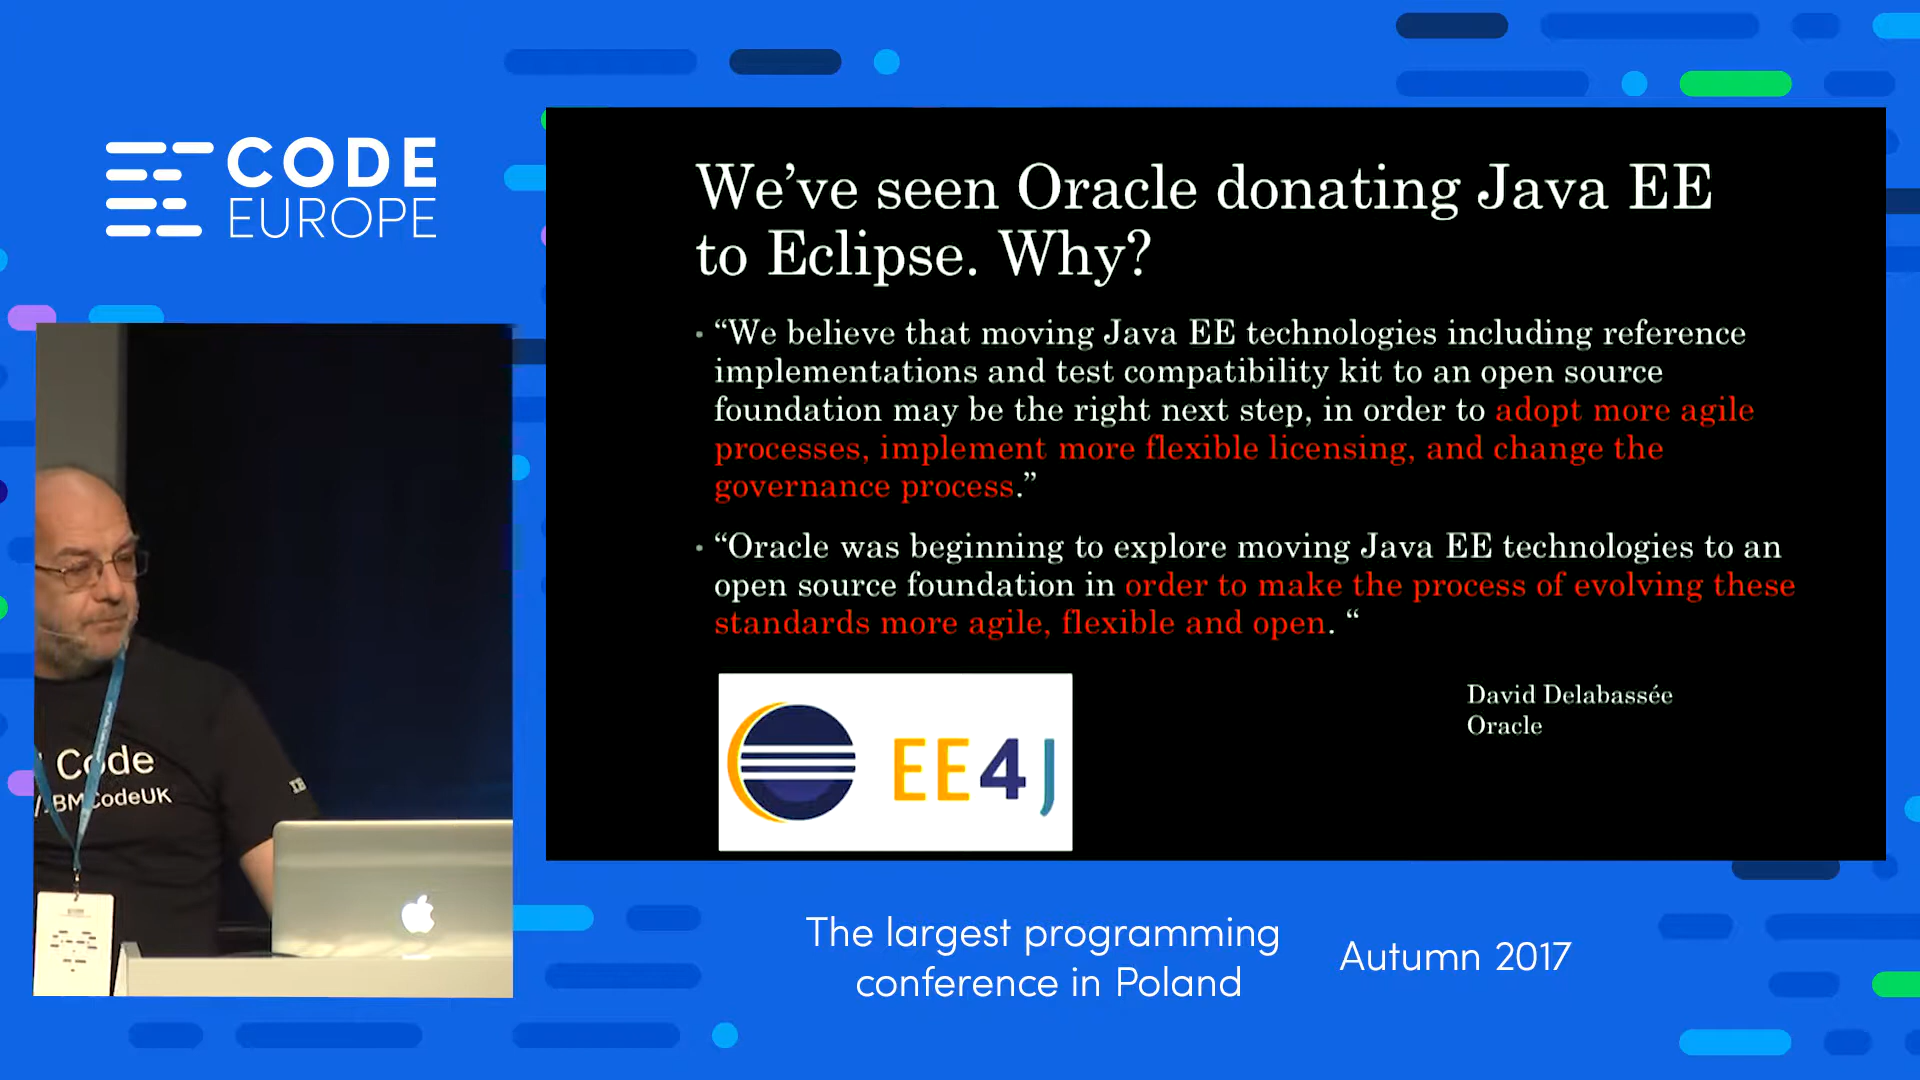 CODE
EUROPE
We’ve seen Oracle donating Java EE
to Eclipse. Why?
“We believe that moving Java EE technologies including reference
implementations and test compatibility kit to an open source
foundation may be the right next step, in order to adopt more agile
processes, implement more flexible licensing, and change the
governance process.”
“Oracle was beginning to explore moving Java EE technologies to an
open source foundation in order to make the process of evolving these
standards more agile, flexible and open. “
David Delabassée
Oracle
EE4J
Code
/IBMCodeUK
The largest programming
conference in Poland
Autumn 2017